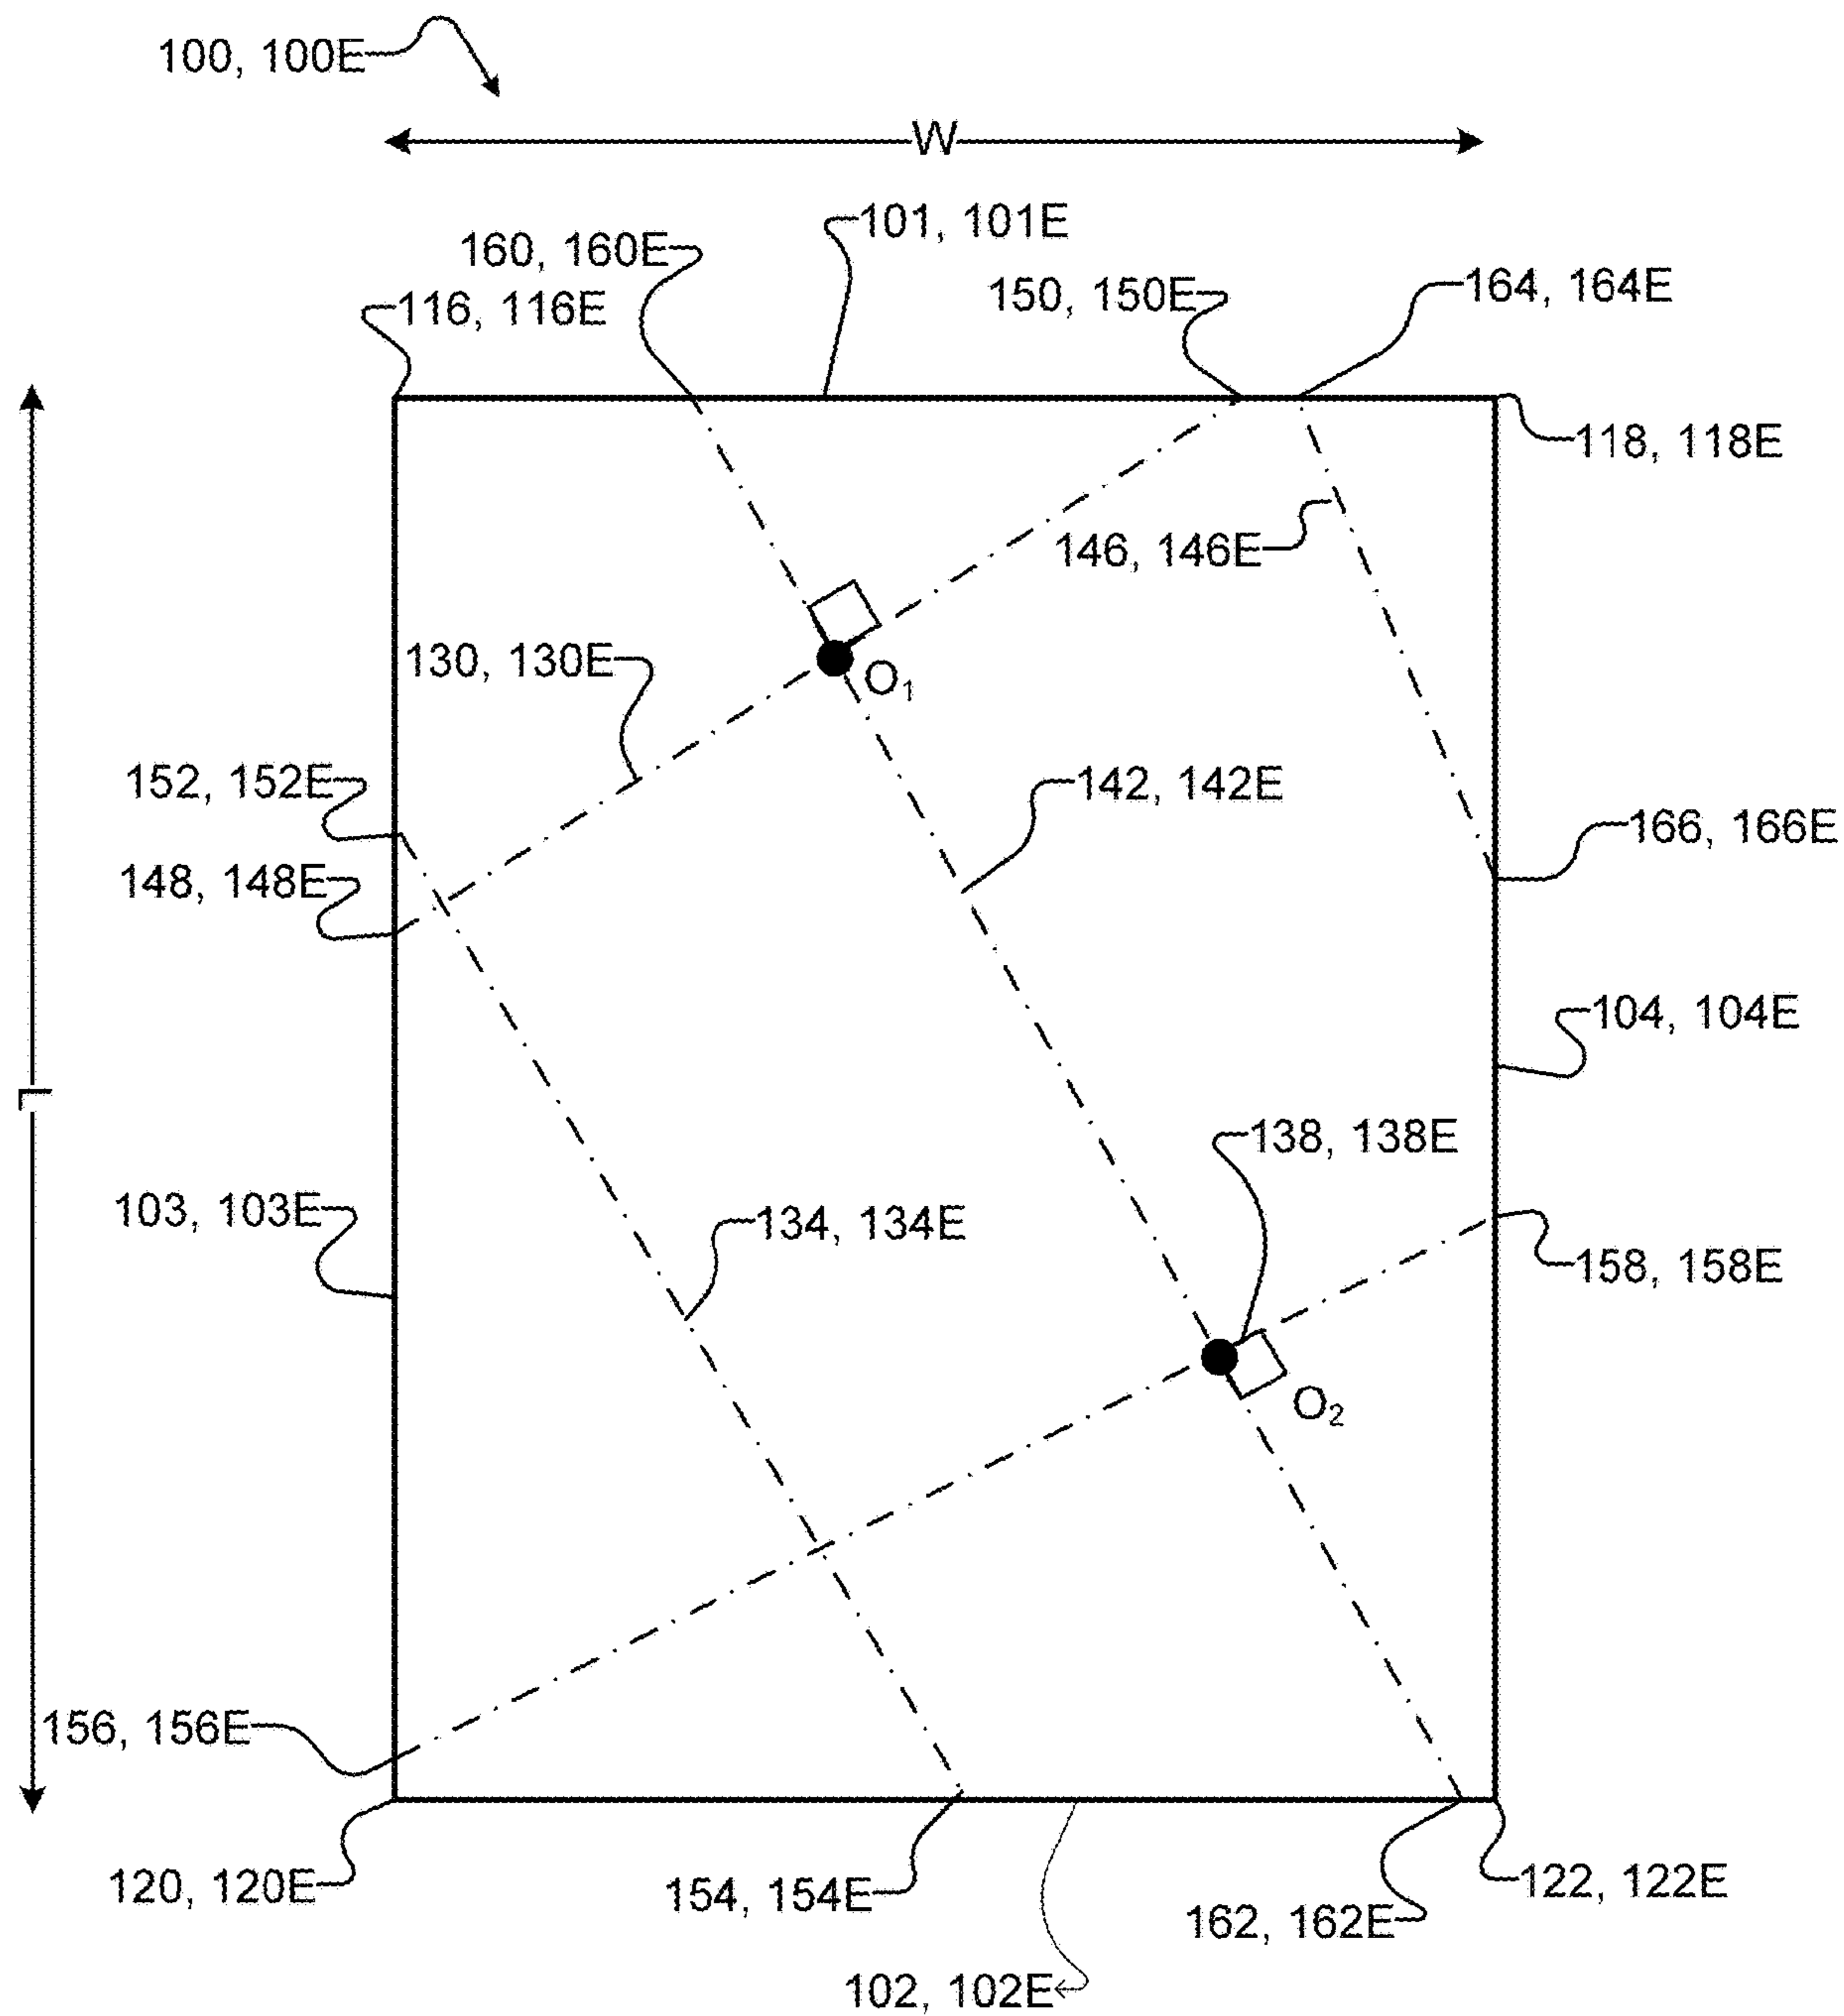 100, 100E
W
101, 101E
160, 160E
150, 150E
164, 164E
116, 116E
118, 118E
146, 146E
130, 130E
O1
152, 152E
142, 142E
166, 166E
148, 148E
104, 104E
L
138, 138E
103, 103E
134, 134E
158, 158E
O2
156, 156E
120, 120E
154, 154E
162, 162E
122, 122E
102, 102E